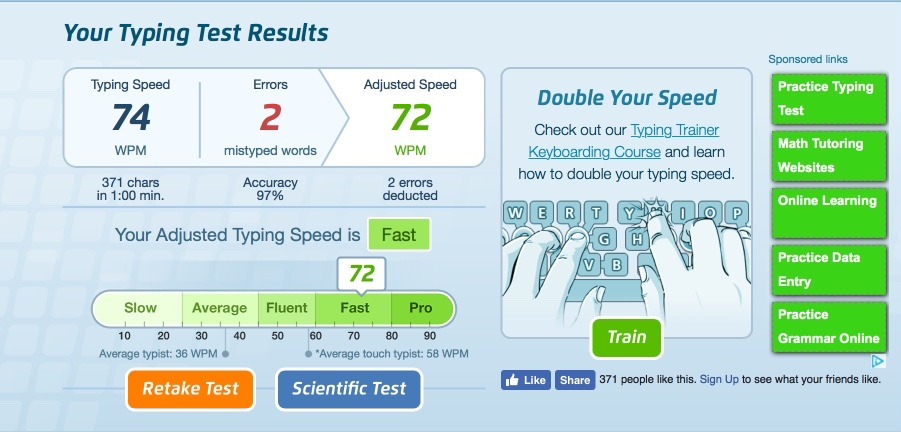 Your Typing Test Results
Typing Speed
74
WPM
Errors
2
mistyped words
Adjusted Speed
72
WPM
371 chars
in 1:00 min.
Accuracy
97%
2 errors
deducted
Your Adjusted Typing Speed is Fast
72
Slow Average Fluent Fast Pro
10 20 30 40 50 60 70 80 90
Average typist: 36 WPM
*Average touch typist: 58 WPM
Retake Test
Scientific Test
Double Your Speed
Check out our Typing Trainer
Keyboarding Course and learn
how to double your typing speed.
W E R T Y I O P
G H
V B
Train
Like Share 371 people like this. Sign Up to see what your friends like.
Sponsored links
Practice Typing
Test
Math Tutoring
Websites
Online Learning
Practice Data
Entry
Practice
Grammar Online